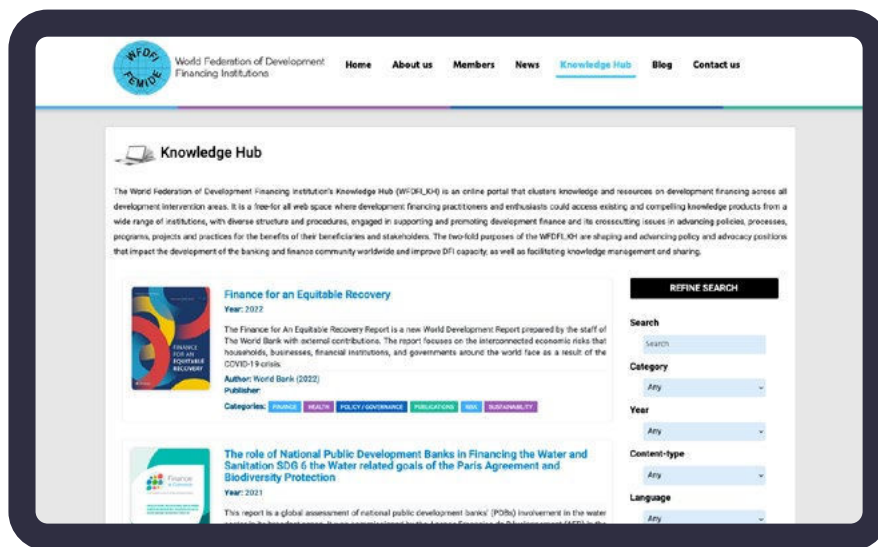 WFDFI
FEMIDE
World Federation of Development
Financing Institutions
Home About us Members News Knowledge Hub Blog Contact us
Knowledge Hub
The World Federation of Development Financing Institution's Knowledge Hub (WFDFI_KH) is an online portal that clusters knowledge and resources on development financing across all
development intervention areas. It is a free-for all web space where development financing practitioners and enthusiasts could access existing and compelling knowledge products from a
wide range of institutions, with diverse structure and procedures, engaged in supporting and promoting development finance and its crosscutting issues in advancing policies, processes,
programs, projects and practices for the benefits of their beneficiaries and stakeholders. The two-fold purposes of the WFDFI_KH are shaping and advancing policy and advocacy positions
that impact the development of the banking and finance community worldwide and improve DFI capacity, as well as facilitating knowledge management and sharing.
FINANCE
FOR AN
EQUITABLE
RECOVERY
Finance for an Equitable Recovery
Year: 2022
The Finance for An Equitable Recovery Report is a new World Development Report prepared by the staff of
The World Bank with external contributions. The report focuses on the interconnected economic risks that
households, businesses, financial institutions, and governments around the world face as a result of the
COVID-19 crisis.
Author: World Bank (2022)
Publisher:
Categories: FINANCE HEALTH POLICY / GOVERNANCE PUBLICATIONS RISK SUSTAINABILITY
Finance
in Common
The role of National Public Development Banks in Financing the Water and
Sanitation SDG 6 the Water related goals of the Paris Agreement and
Biodiversity Protection
Year: 2021
This report is a global assessment of national public development banks' (PDBs) involvement in the water
REFINE SEARCH
Search
Search
Category
Any
Year
Any
Content-type
Any
Language
Any